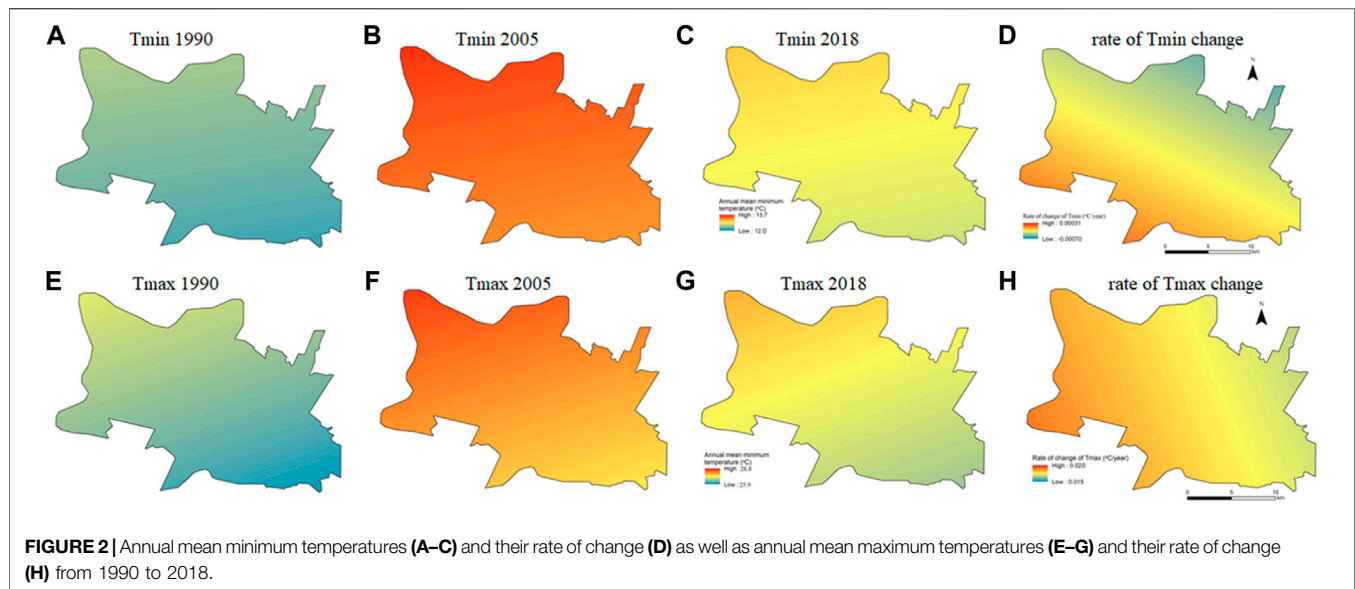 A Tmin 1990
B Tmin 2005
C Tmin 2018
D rate of Tmin change
N
Annual mean minimum
temperature (°C)
High : 13.7
Low : 12.0
Rate of change of Tmin (°C/year)
High : 0.00031
Low : -0.00070
0 5 10
km
E Tmax 1990
F Tmax 2005
G Tmax 2018
H rate of Tmax change
N
Annual mean minimum
temperature (°C)
High :
Low :
Rate of change of Tmax (°C/year)
High : 0.020
Low : 0.015
0 5 10
km
FIGURE 2 | Annual mean minimum temperatures (A–C) and their rate of change (D) as well as annual mean maximum temperatures (E–G) and their rate of change
(H) from 1990 to 2018.